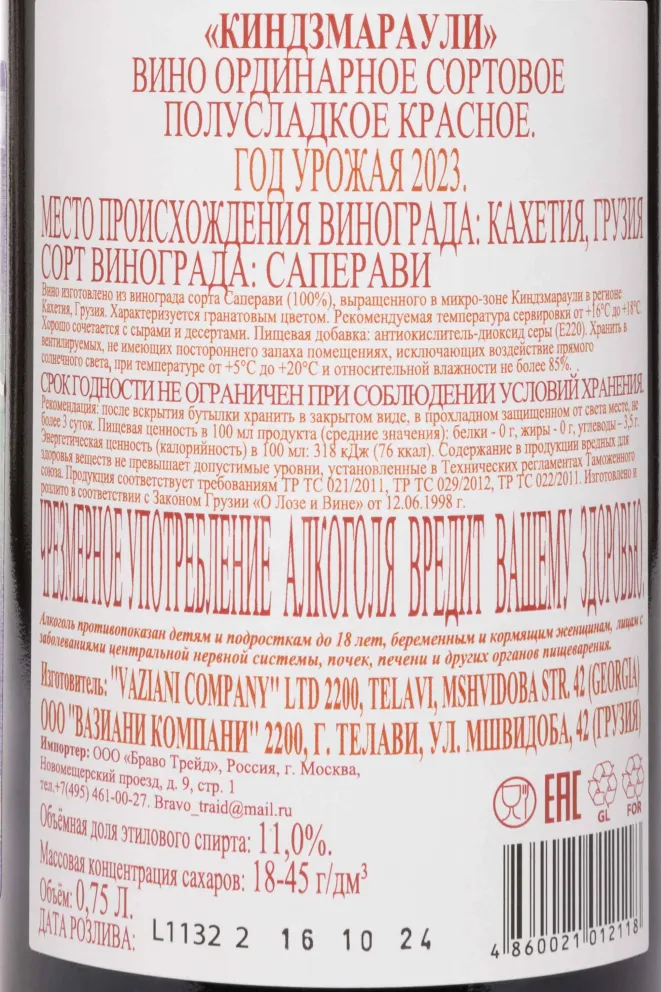 «КИНДЗМАРАУЛИ»
ВИНО ОРДИНАРНОЕ СОРТОВОЕ
ПОЛУСЛАДКОЕ КРАСНОЕ.
ГОД УРОЖАЯ 2023.
МЕСТО ПРОИСХОЖДЕНИЯ ВИНОГРАДА: КАХЕТИЯ, ГРУЗИЯ
СОРТ ВИНОГРАДА: САПЕРАВИ
Вино изготовлено из винограда сорта Саперави (100%), выращенного в микро-зоне Киндзмараули в регионе
Кахетия, Грузия. Характеризуется гранатовым цветом. Рекомендуемая температура сервировки от +16°С до +18°С
Хорошо сочетается с сырами и десертами. Пищевая добавка: антиокислитель-диоксид серы (Е220). Хранить в
вентилируемых, не имеющих постороннего запаха помещениях, исключающих воздействие прямого
солнечного света, при температуре от +5°С до +20°С и относительной влажности не более 85%.
СРОК ГОДНОСТИ НЕ ОГРАНИЧЕН ПРИ СОБЛЮДЕНИИ УСЛОВИЙ ХРАНЕНИЯ.
Рекомендация: после вскрытия бутылки хранить в закрытом виде, в прохладном защищенном от света месте, не
более 3 суток. Пищевая ценность в 100 мл продукта (средние значения): белки - 0 г, жиры - 0 г, углеводы – 3,5 г.
Энергетическая ценность (калорийность) в 100 мл: 318 кДж (76 ккал). Содержание в продукции вредных для
здоровья веществ не превышает допустимые уровни, установленные в Технических регламентах Таможенного
союза. Продукция соответствует требованиям ТР ТС 021/2011, ТР ТС 029/2012, ТР ТС 022/2011. Изготовлено и
розлито в соответствии с Законом Грузии «О Лозе и Вине» от 12.06.1998 г.
ЧРЕЗМЕРНОЕ УПОТРЕБЛЕНИЕ АЛКОГОЛЯ ВРЕДИТ ВАШЕМУ ЗДОРОВЬЮ.
Алкоголь противопоказан детям и подросткам до 18 лет, беременным и кормящим женщинам, лицам с
заболеваниями центральной нервной системы, почек, печени и других органов пищеварения.
Изготовитель: "VAZIANI COMPANY" LTD 2200, TELAVI, MSHVIDOBA STR. 42 (GEORGIA)
ООО "ВАЗИАНИ КОМПАНИ" 2200, Г. ТЕЛАВИ, УЛ. МШВИДОБА, 42 (ГРУЗИЯ)
Импортер: ООО «Браво Трейд», Россия, г. Москва,
Новомещерский проезд, д. 9, стр. 1
тел.+7(495) 461-00-27. Bravo_traid@mail.ru
EAC
GL
FOR
Объёмная доля этилового спирта: 11,0%.
Массовая концентрация сахаров: 18-45 г/дм³
Объём: 0,75 Л.
ДАТА РОЗЛИВА: L1132 2 16 10 24
4 860021 012118